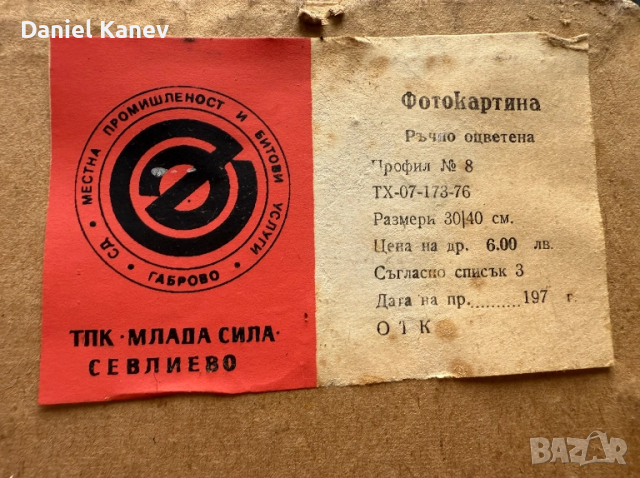 Daniel Kanev
СД · МЕСТНА ПРОМИШЛЕНОСТ И БИТОВИ УСЛУГИ · ГАБРОВО ·
ТПК · МЛАДА СИЛА ·
СЕВЛИЕВО
Фотокартина
Ръчно оцветена
Профил № 8
ТХ-07-173-76
Размери 30|40 см.
Цена на др. 6.00 лв.
Съгласно списък 3
Дата на пр..........197 г.
О Т К
BAZAR